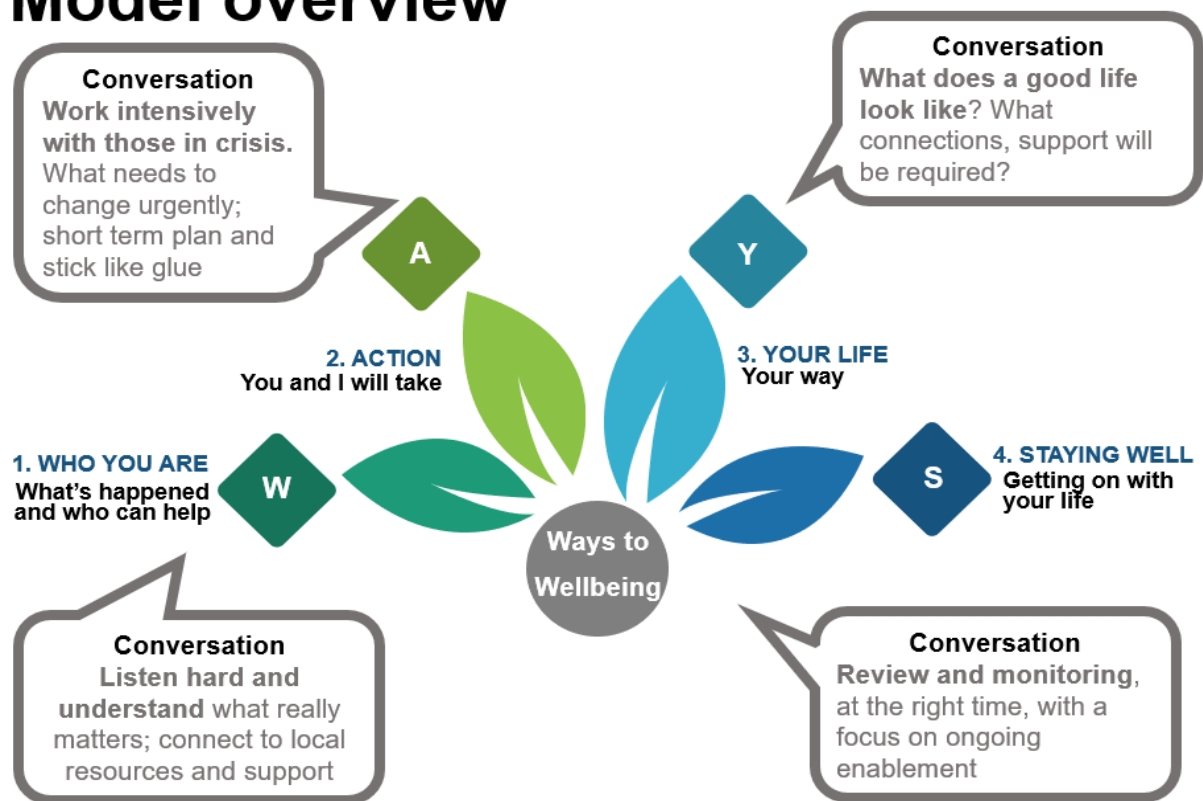 Model overview
Conversation
Work intensively
with those in crisis.
What needs to
change urgently;
short term plan and
stick like glue
Conversation
What does a good life
look like? What
connections, support will
be required?
A
Y
2. ACTION
You and I will take
3. YOUR LIFE
Your way
1. WHO YOU ARE
What's happened
and who can help
W
S
4. STAYING WELL
Getting on with
your life
Ways to
Wellbeing
Conversation
Listen hard and
understand what really
matters; connect to local
resources and support
Conversation
Review and monitoring,
at the right time, with a
focus on ongoing
enablement